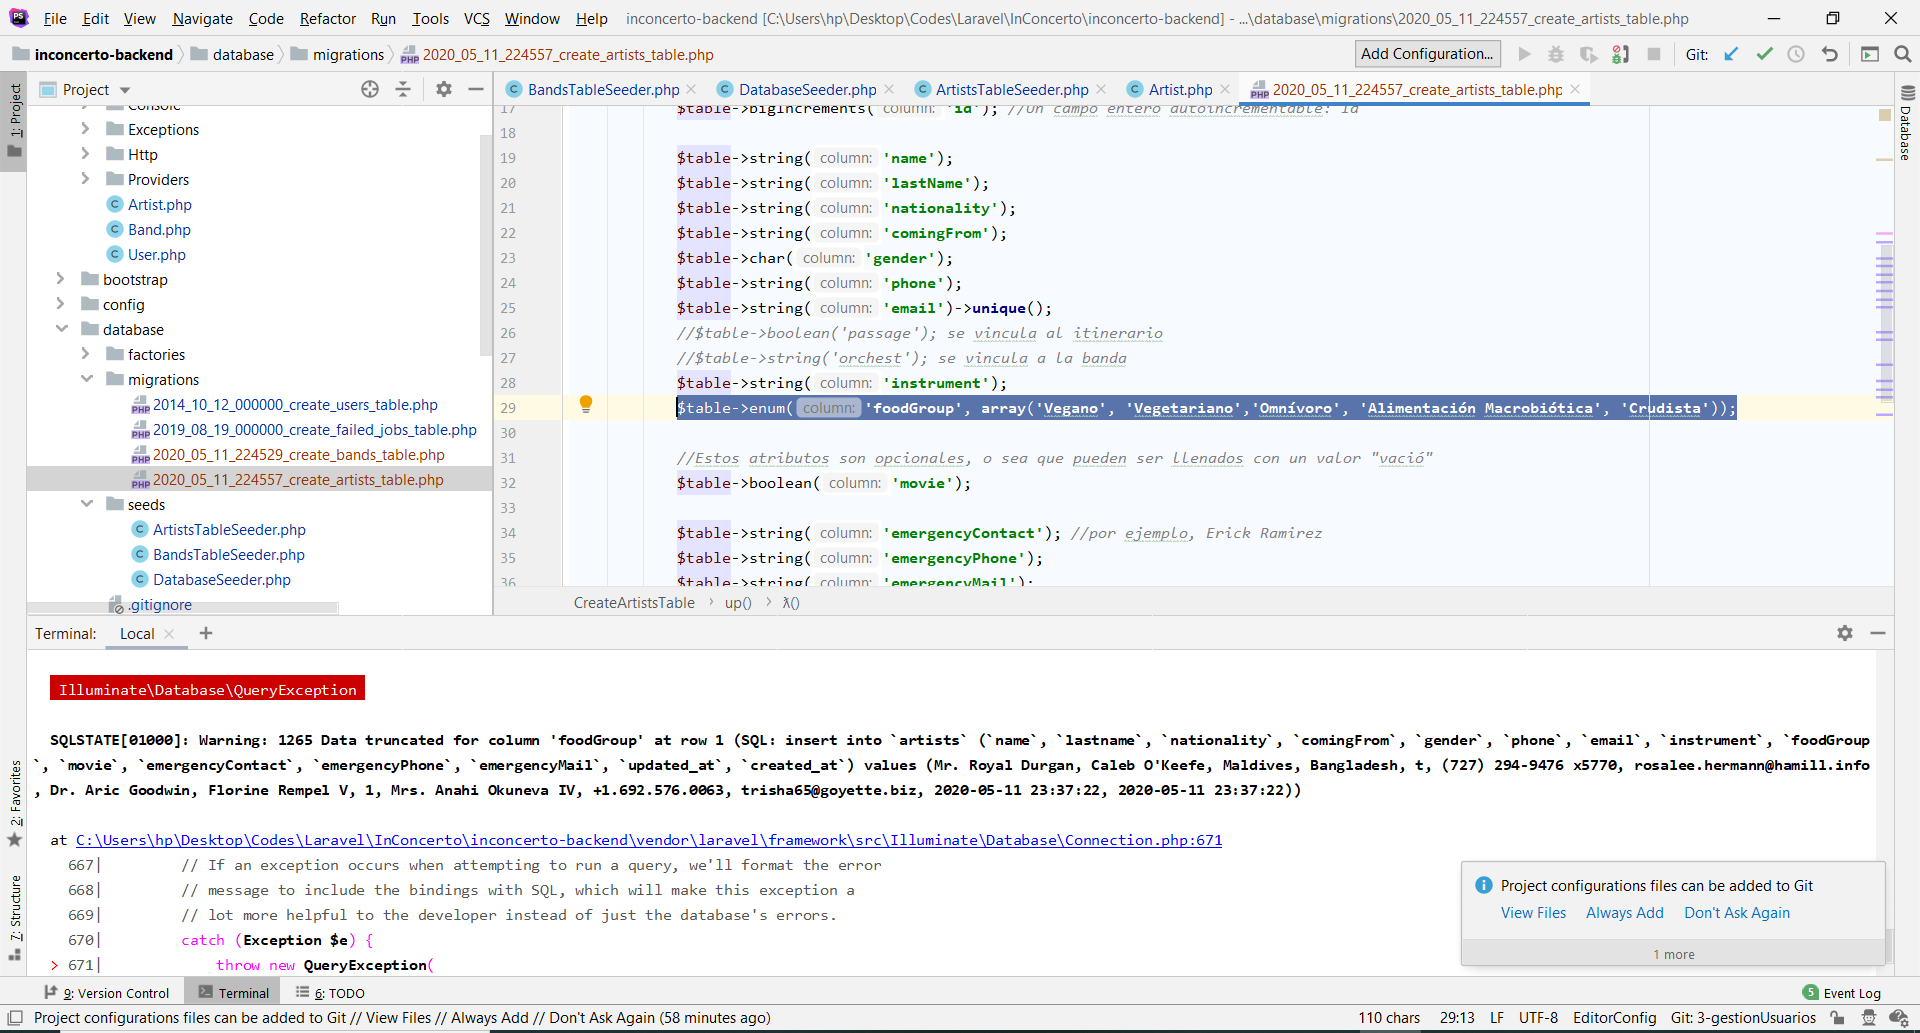 File Edit View Navigate Code Refactor Run Tools VCS Window Help inconcerto-backend [C:\Users\hp\Desktop\Codes\Laravel\InConcerto\inconcerto-backend] - ...\database\migrations\2020_05_11_224557_create_artists_table.php
inconcerto-backend database migrations 2020_05_11_224557_create_artists_table.php Add Configuration... Git:
Project
BandsTableSeeder.php DatabaseSeeder.php ArtistsTableSeeder.php Artist.php 2020_05_11_224557_create_artists_table.php
1: Project
Console
Exceptions
Http
Providers
Artist.php
Band.php
User.php
bootstrap
config
database
factories
migrations
2014_10_12_000000_create_users_table.php
2019_08_19_000000_create_failed_jobs_table.php
2020_05_11_224529_create_bands_table.php
2020_05_11_224557_create_artists_table.php
seeds
ArtistsTableSeeder.php
BandsTableSeeder.php
DatabaseSeeder.php
.gitignore
17 $table->bigIncrements( column: 'id'); //Un campo entero autoincrementable: id
18
19 $table->string( column: 'name');
20 $table->string( column: 'lastName');
21 $table->string( column: 'nationality');
22 $table->string( column: 'comingFrom');
23 $table->char( column: 'gender');
24 $table->string( column: 'phone');
25 $table->string( column: 'email')->unique();
26 //$table->boolean('passage'); se vincula al itinerario
27 //$table->string('orchest'); se vincula a la banda
28 $table->string( column: 'instrument');
29 $table->enum( column: 'foodGroup', array('Vegano', 'Vegetariano','Omnívoro', 'Alimentación Macrobiótica', 'Crudista'));
30
31 //Estos atributos son opcionales, o sea que pueden ser llenados con un valor "vació"
32 $table->boolean( column: 'movie');
33
34 $table->string( column: 'emergencyContact'); //por ejemplo, Erick Ramirez
35 $table->string( column: 'emergencyPhone');
36 $table->string( column: 'emergencyMail');
CreateArtistsTable up() λ()
Database
Terminal: Local
Illuminate\Database\QueryException
SQLSTATE[01000]: Warning: 1265 Data truncated for column 'foodGroup' at row 1 (SQL: insert into `artists` (`name`, `lastname`, `nationality`, `comingFrom`, `gender`, `phone`, `email`, `instrument`, `foodGroup
`, `movie`, `emergencyContact`, `emergencyPhone`, `emergencyMail`, `updated_at`, `created_at`) values (Mr. Royal Durgan, Caleb O'Keefe, Maldives, Bangladesh, t, (727) 294-9476 x5770, rosalee.hermann@hamill.info
, Dr. Aric Goodwin, Florine Rempel V, 1, Mrs. Anahi Okuneva IV, +1.692.576.0063, trisha65@goyette.biz, 2020-05-11 23:37:22, 2020-05-11 23:37:22))
at C:\Users\hp\Desktop\Codes\Laravel\InConcerto\inconcerto-backend\vendor\laravel\framework\src\Illuminate\Database\Connection.php:671
667| // If an exception occurs when attempting to run a query, we'll format the error
668| // message to include the bindings with SQL, which will make this exception a
669| // lot more helpful to the developer instead of just the database's errors.
670| catch (Exception $e) {
> 671| throw new QueryException(
2: Favorites
7: Structure
Project configurations files can be added to Git
View Files Always Add Don't Ask Again
1 more
9: Version Control Terminal 6: TODO 5 Event Log
Project configurations files can be added to Git // View Files // Always Add // Don't Ask Again (58 minutes ago) 110 chars 29:13 LF UTF-8 EditorConfig Git: 3-gestionUsuarios